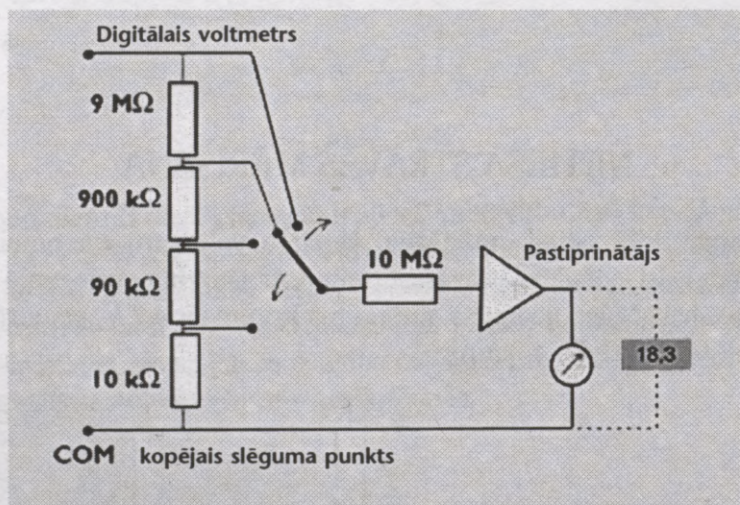 Digitālais voltmetrs
9 MΩ
900 kΩ
90 kΩ
10 kΩ
10 MΩ
Pastiprinātājs
18,3
COM kopējais slēguma punkts